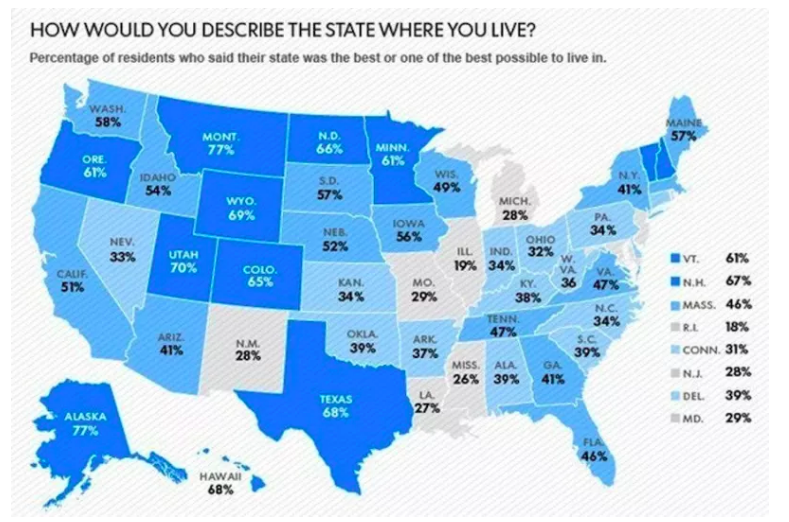 HOW WOULD YOU DESCRIBE THE STATE WHERE YOU LIVE?
Percentage of residents who said their state was the best or one of the best possible to live in.
WASH.
58%
ORE.
61%
IDAHO
54%
MONT.
77%
N.D.
66%
MINN.
61%
WIS.
49%
MICH.
28%
N.Y.
41%
MAINE
57%
WYO.
69%
S.D.
57%
IOWA
56%
NEB.
52%
NEV.
33%
UTAH
70%
COLO.
65%
CALIF.
51%
KAN.
34%
MO.
29%
ILL.
19%
IND.
34%
OHIO
32%
PA.
34%
W.
VA.
36
VA.
47%
KY.
38%
N.C.
34%
TENN.
47%
S.C.
39%
ARIZ.
41%
N.M.
28%
OKLA.
39%
ARK.
37%
MISS.
26%
ALA.
39%
GA.
41%
TEXAS
68%
LA.
27%
FLA.
46%
ALASKA
77%
HAWAII
68%
VT. 61%
N.H. 67%
MASS. 46%
R.I. 18%
CONN. 31%
N.J. 28%
DEL. 39%
MD. 29%